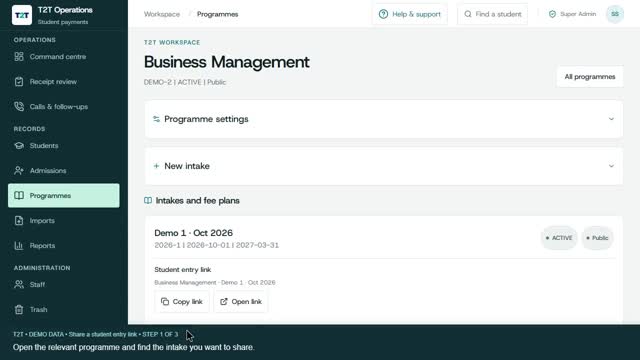 T2T
T2T Operations
Student payments
OPERATIONS
Command centre
Receipt review
Calls & follow-ups
RECORDS
Students
Admissions
Programmes
Imports
Reports
ADMINISTRATION
Staff
Trash
Workspace / Programmes
Help & support
Find a student
Super Admin
SS
T2T WORKSPACE
Business Management
DEMO-2 | ACTIVE | Public
All programmes
Programme settings
New intake
Intakes and fee plans
Demo 1 · Oct 2026
2026-1 | 2026-10-01 | 2027-03-31
ACTIVE
Public
Student entry link
Business Management · Demo 1 · Oct 2026
Copy link
Open link
T2T • DEMO DATA • Share a student entry link • STEP 1 OF 3
Open the relevant programme and find the intake you want to share.